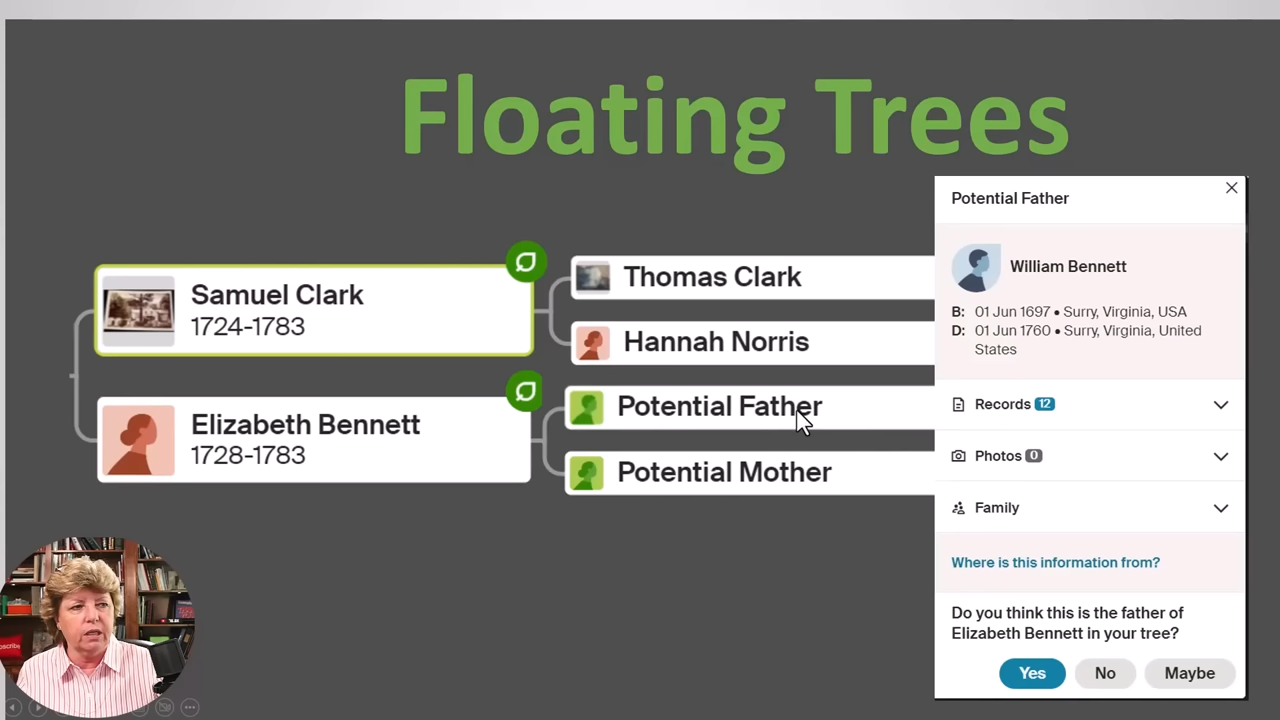 Floating Trees
Samuel Clark
1724-1783
Elizabeth Bennett
1728-1783
Thomas Clark
Hannah Norris
Potential Father
Potential Mother
Potential Father
William Bennett
B: 01 Jun 1697 • Surry, Virginia, USA
D: 01 Jun 1760 • Surry, Virginia, United
States
Records 12
Photos 0
Family
Where is this information from?
Do you think this is the father of
Elizabeth Bennett in your tree?
Yes No Maybe